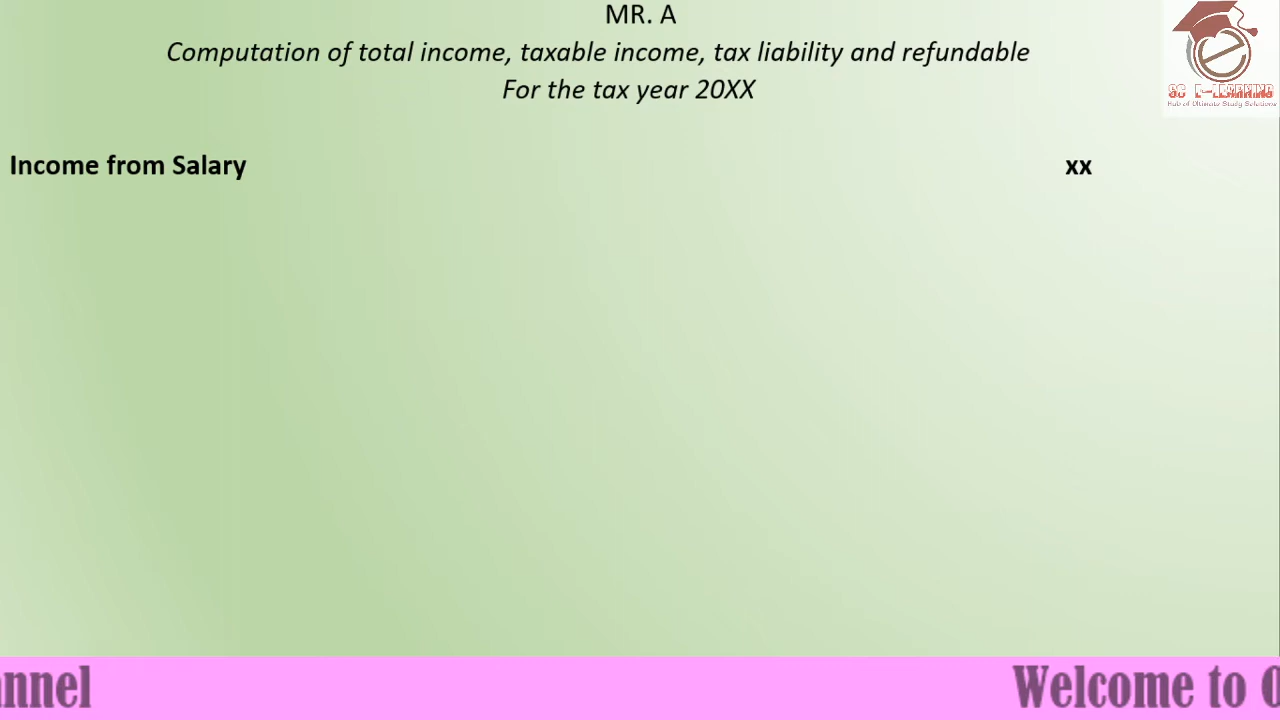 MR. A
Computation of total income, taxable income, tax liability and refundable
For the tax year 20XX
SC E-LEARNING
Hub of Ultimate Study Solutions
Income from Salary xx
nnel
Welcome to